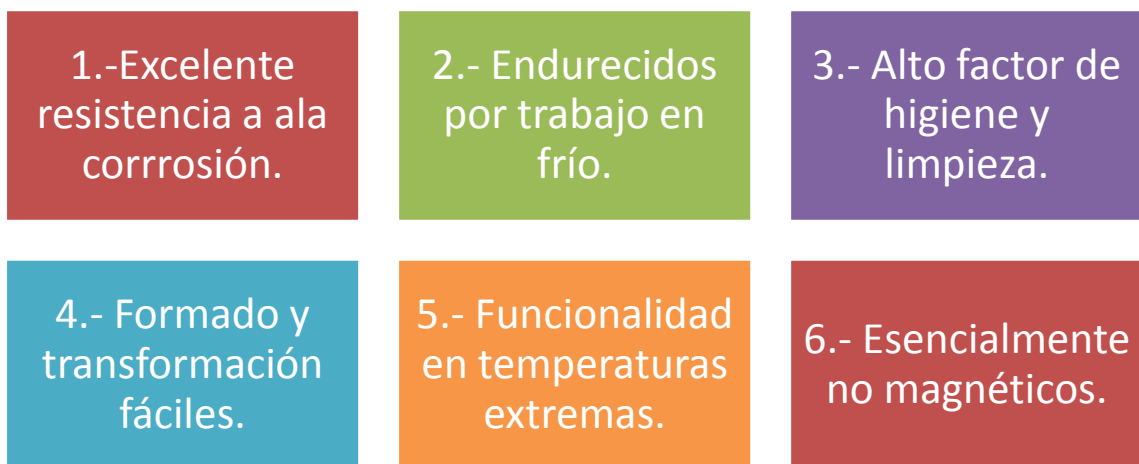 1.-Excelente
resistencia a ala
corrrosión.
2.- Endurecidos
por trabajo en
frío.
3.- Alto factor de
higiene y
limpieza.
4.- Formado y
transformación
fáciles.
5.- Funcionalidad
en temperaturas
extremas.
6.- Esencialmente
no magnéticos.